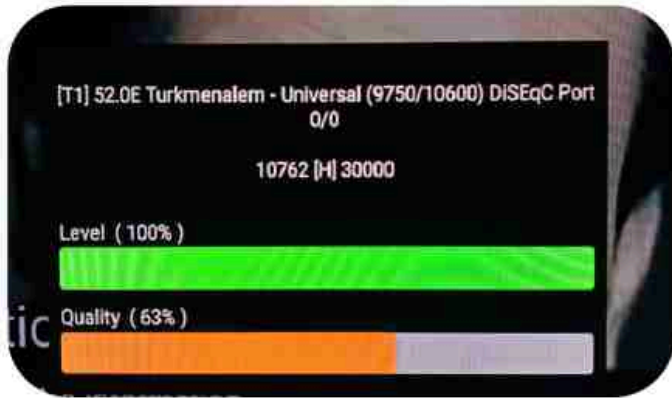 [T1] 52.0E Turkmenalem - Universal (9750/10600) DiSEqC Port
0/0
10762 [H] 30000
Level ( 100% )
tic
Quality ( 63% )